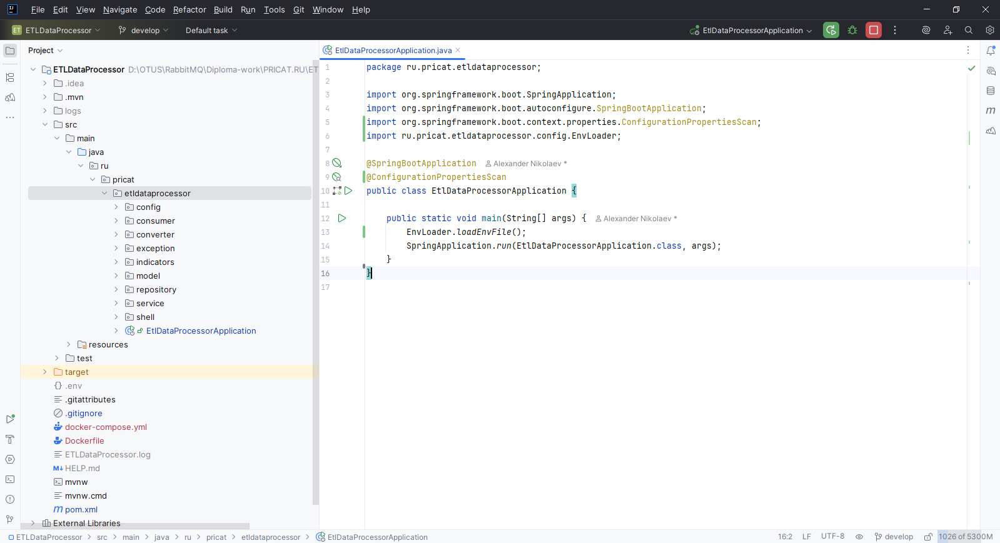 File Edit View Navigate Code Refactor Build Run Tools Git Window Help
ET ETLDataProcessor develop Default task EtlDataProcessorApplication
Project
ETLDataProcessor D:\OTUS\RabbitMQ\Diploma-work\PRICAT.RU\ET
.idea
.mvn
logs
src
main
java
ru
pricat
etldataprocessor
config
consumer
converter
exception
indicators
model
repository
service
shell
EtlDataProcessorApplication
resources
test
target
.env
.gitattributes
.gitignore
docker-compose.yml
Dockerfile
ETLDataProcessor.log
HELP.md
mvnw
mvnw.cmd
pom.xml
External Libraries
EtlDataProcessorApplication.java
1 package ru.pricat.etldataprocessor;
2
3 import org.springframework.boot.SpringApplication;
4 import org.springframework.boot.autoconfigure.SpringBootApplication;
5 import org.springframework.boot.context.properties.ConfigurationPropertiesScan;
6 import ru.pricat.etldataprocessor.config.EnvLoader;
7
8 @SpringBootApplication Alexander Nikolaev *
9 @ConfigurationPropertiesScan
10 public class EtlDataProcessorApplication {
11
12 public static void main(String[] args) { Alexander Nikolaev *
13 EnvLoader.loadEnvFile();
14 SpringApplication.run(EtlDataProcessorApplication.class, args);
15 }
16 }
17
ETLDataProcessor > src > main > java > ru > pricat > etldataprocessor > EtlDataProcessorApplication
16:2 LF UTF-8 develop 1026 of 5300M